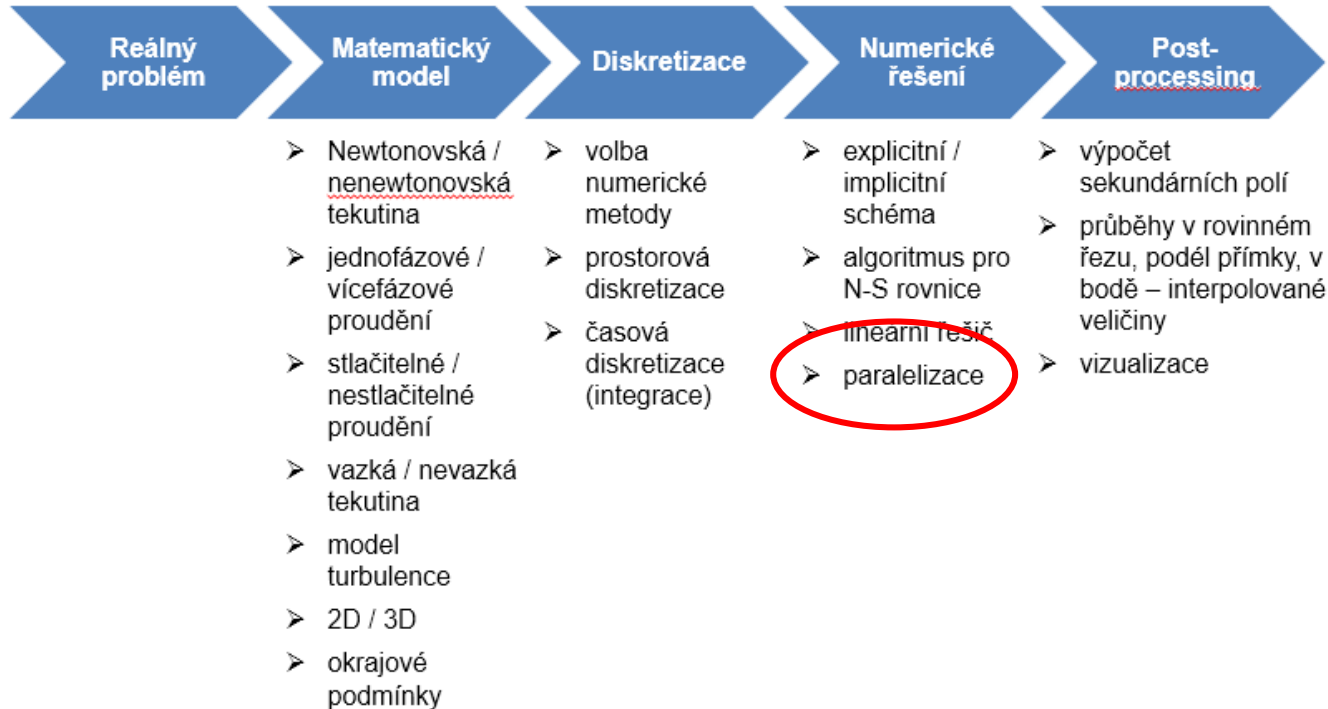 Reálný
problém
Matematický
model
Diskretizace
Numerické
řešení
Post-
processing
➢ Newtonovská /
nenewtonovská
tekutina
➢ jednofázové /
vícefázové
proudění
➢ stlačitelné /
nestlačitelné
proudění
➢ vazká / nevazká
tekutina
➢ model
turbulence
➢ 2D / 3D
➢ okrajové
podmínky
➢ volba
numerické
metody
➢ prostorová
diskretizace
➢ časová
diskretizace
(integrace)
➢ explicitní /
implicitní
schéma
➢ algoritmus pro
N-S rovnice
➢ lineární řešič
➢ paralelizace
➢ výpočet
sekundárních polí
➢ průběhy v rovinném
řezu, podél přímky, v
bodě – interpolované
veličiny
➢ vizualizace